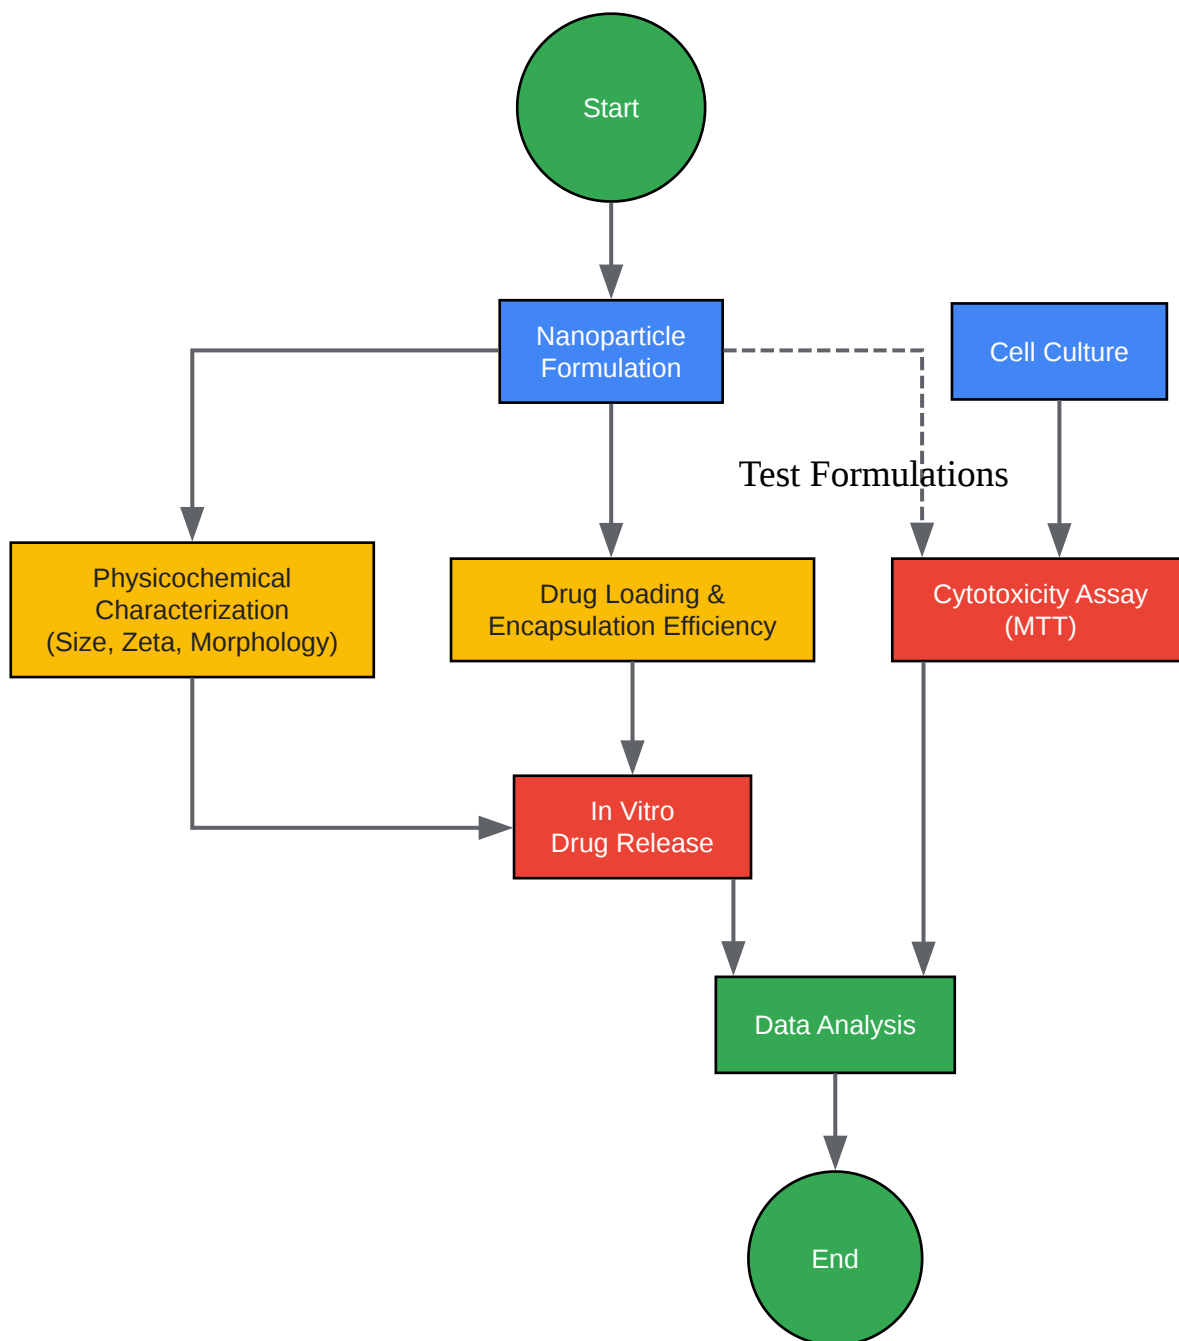 Start
Nanoparticle
Formulation
Cell Culture
Test Formulations
Physicochemical
Characterization
(Size, Zeta, Morphology)
Drug Loading &
Encapsulation Efficiency
Cytotoxicity Assay
(MTT)
In Vitro
Drug Release
Data Analysis
End